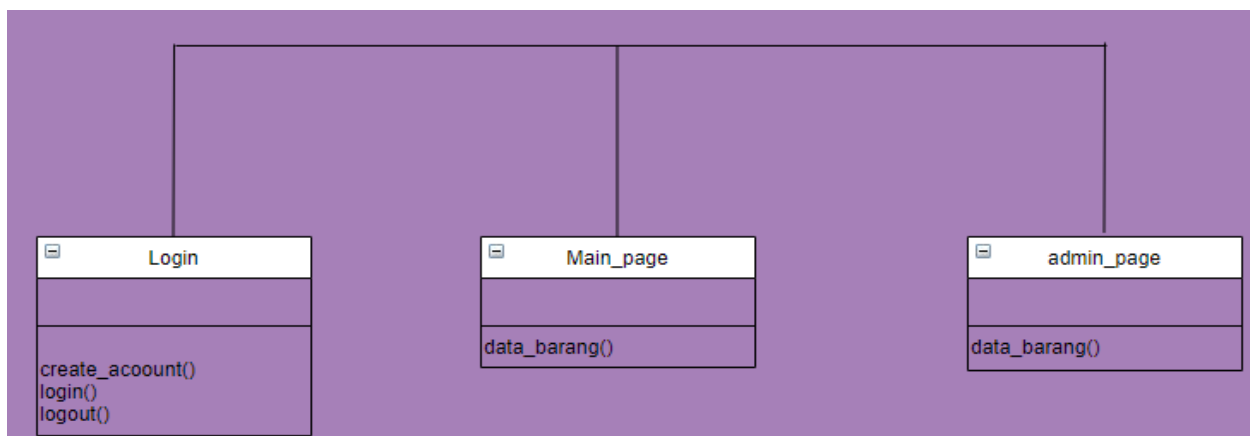 Login
create_acoount()
login()
logout()
Main_page
data_barang()
admin_page
data_barang()